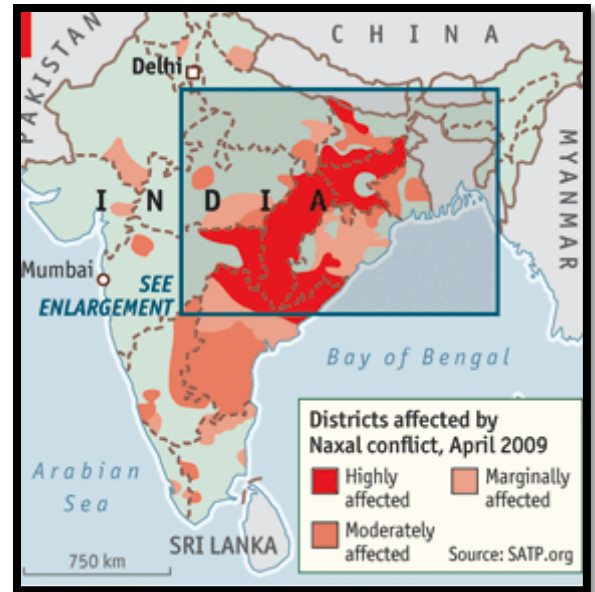 PAKISTAN
CHINA
Delhi
MYANMAR
INDIA
Mumbai
SEE
ENLARGEMENT
Bay of Bengal
Districts affected by
Naxal conflict, April 2009
Highly
affected
Marginally
affected
Moderately
affected
Source: SATP.org
Arabian
Sea
SRI LANKA
750 km